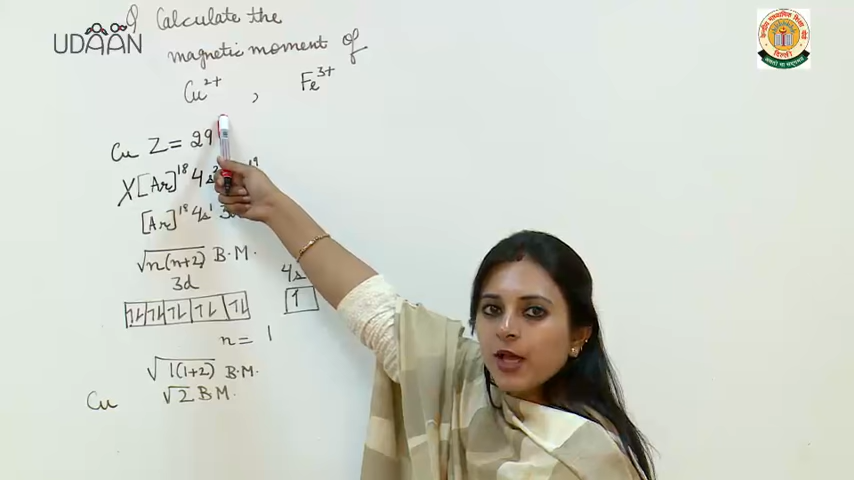 Q Calculate the
magnetic moment of
Cu²⁺ , Fe³⁺
UDAAN
Cu Z = 29
X [Ar]¹⁸ 4s² 
[Ar]¹⁸ 4s¹ 3d
√n(n+2) B.M.
3d
4s
1↿
n = 1
√1(1+2) B.M.
√2 B M.
Cu